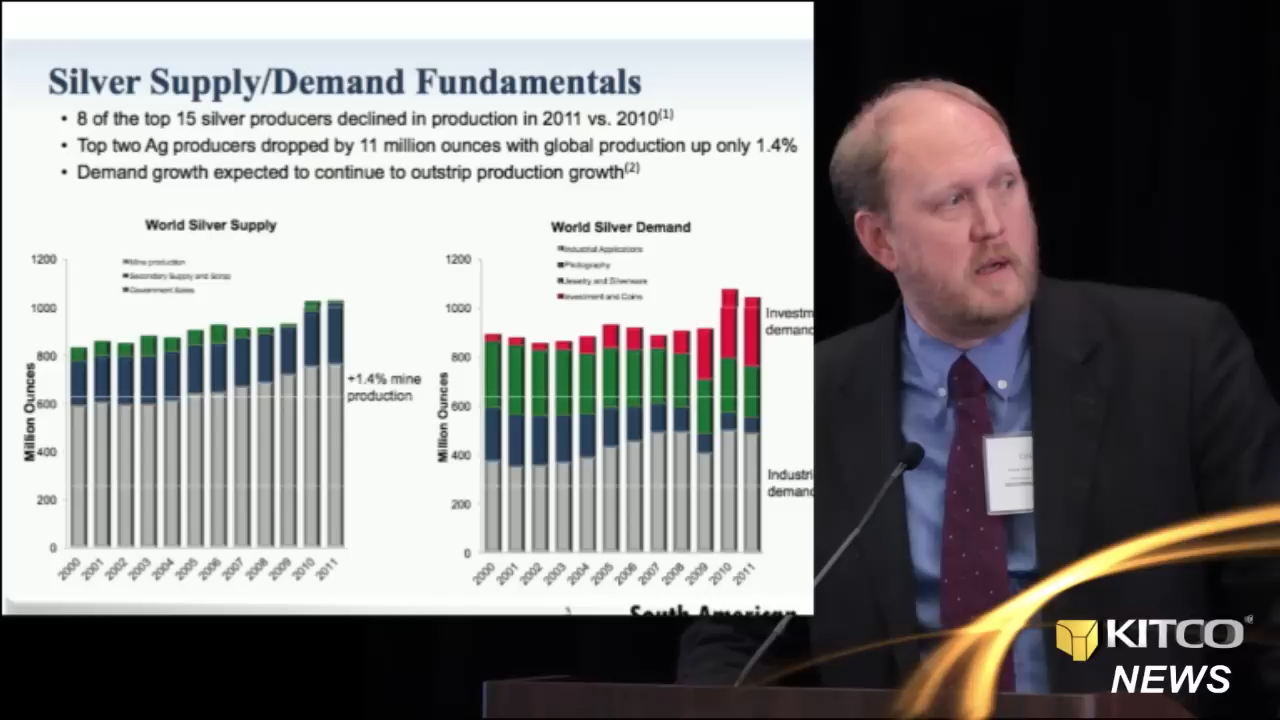 Silver Supply/Demand Fundamentals
• 8 of the top 15 silver producers declined in production in 2011 vs. 2010(1)
• Top two Ag producers dropped by 11 million ounces with global production up only 1.4%
• Demand growth expected to continue to outstrip production growth(2)
World Silver Supply
Mine production
Secondary Supply and Scrap
Government Sales
Million Ounces
1200
1000
800
600
400
200
0
2000 2001 2002 2003 2004 2005 2006 2007 2008 2009 2010 2011
+1.4% mine
production
World Silver Demand
Industrial Applications
Photography
Jewelry and Silverware
Investment and Coins
Million Ounces
1200
1000
800
600
400
200
0
2000 2001 2002 2003 2004 2005 2006 2007 2008 2009 2010 2011
Investm
demand
Industri
demand
South American
KITCO®
NEWS